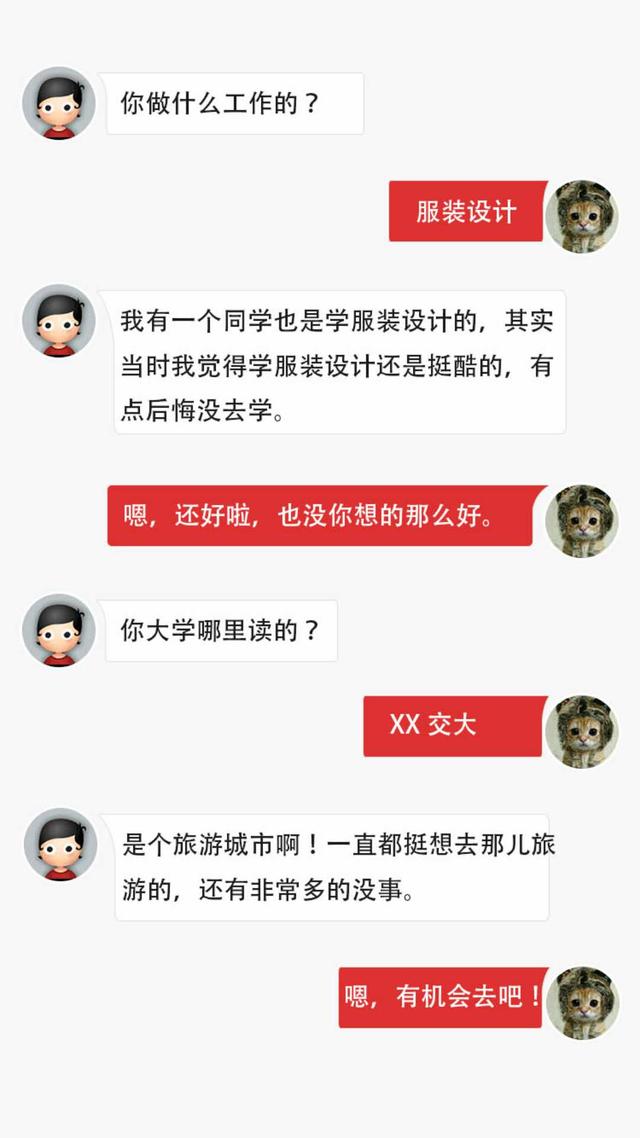 你做什么工作的？
服装设计
我有一个同学也是学服装设计的，其实
当时我觉得学服装设计还是挺酷的，有
点后悔没去学。
嗯，还好啦，也没你想的那么好。
你大学哪里读的？
XX 交大
是个旅游城市啊！一直都挺想去那儿旅
游的，还有非常多的没事。
嗯，有机会去吧！